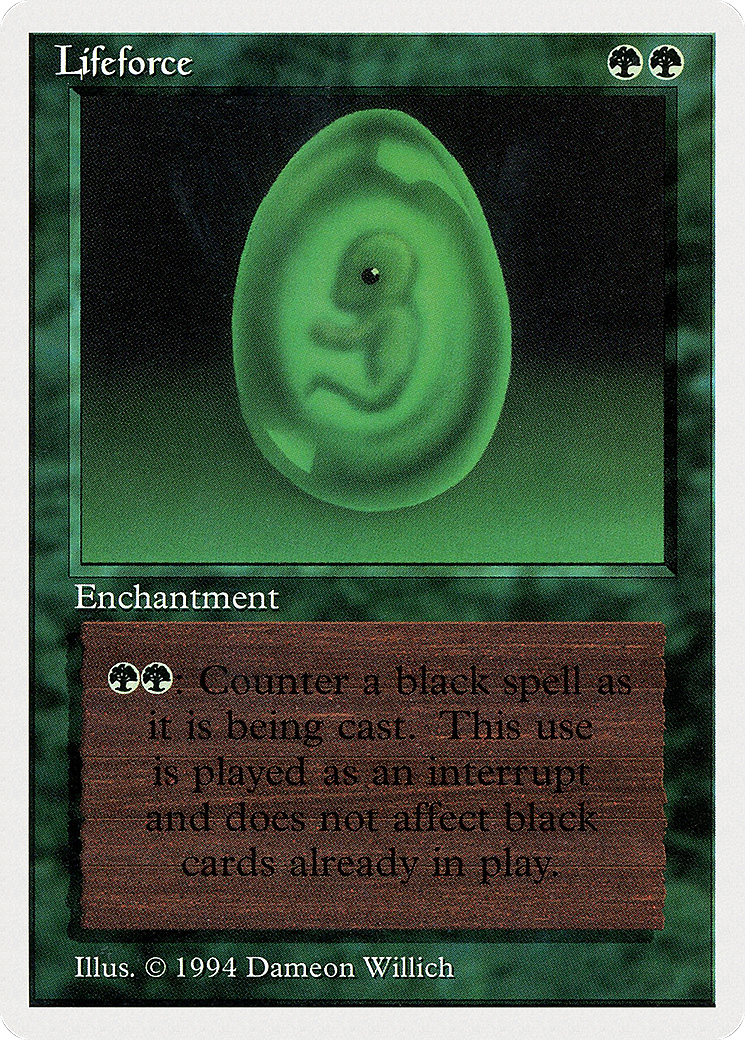 Lifeforce
Enchantment
: Counter a black spell as
it is being cast. This use
is played as an interrupt
and does not affect black
cards already in play.
Illus. © 1994 Dameon Willich